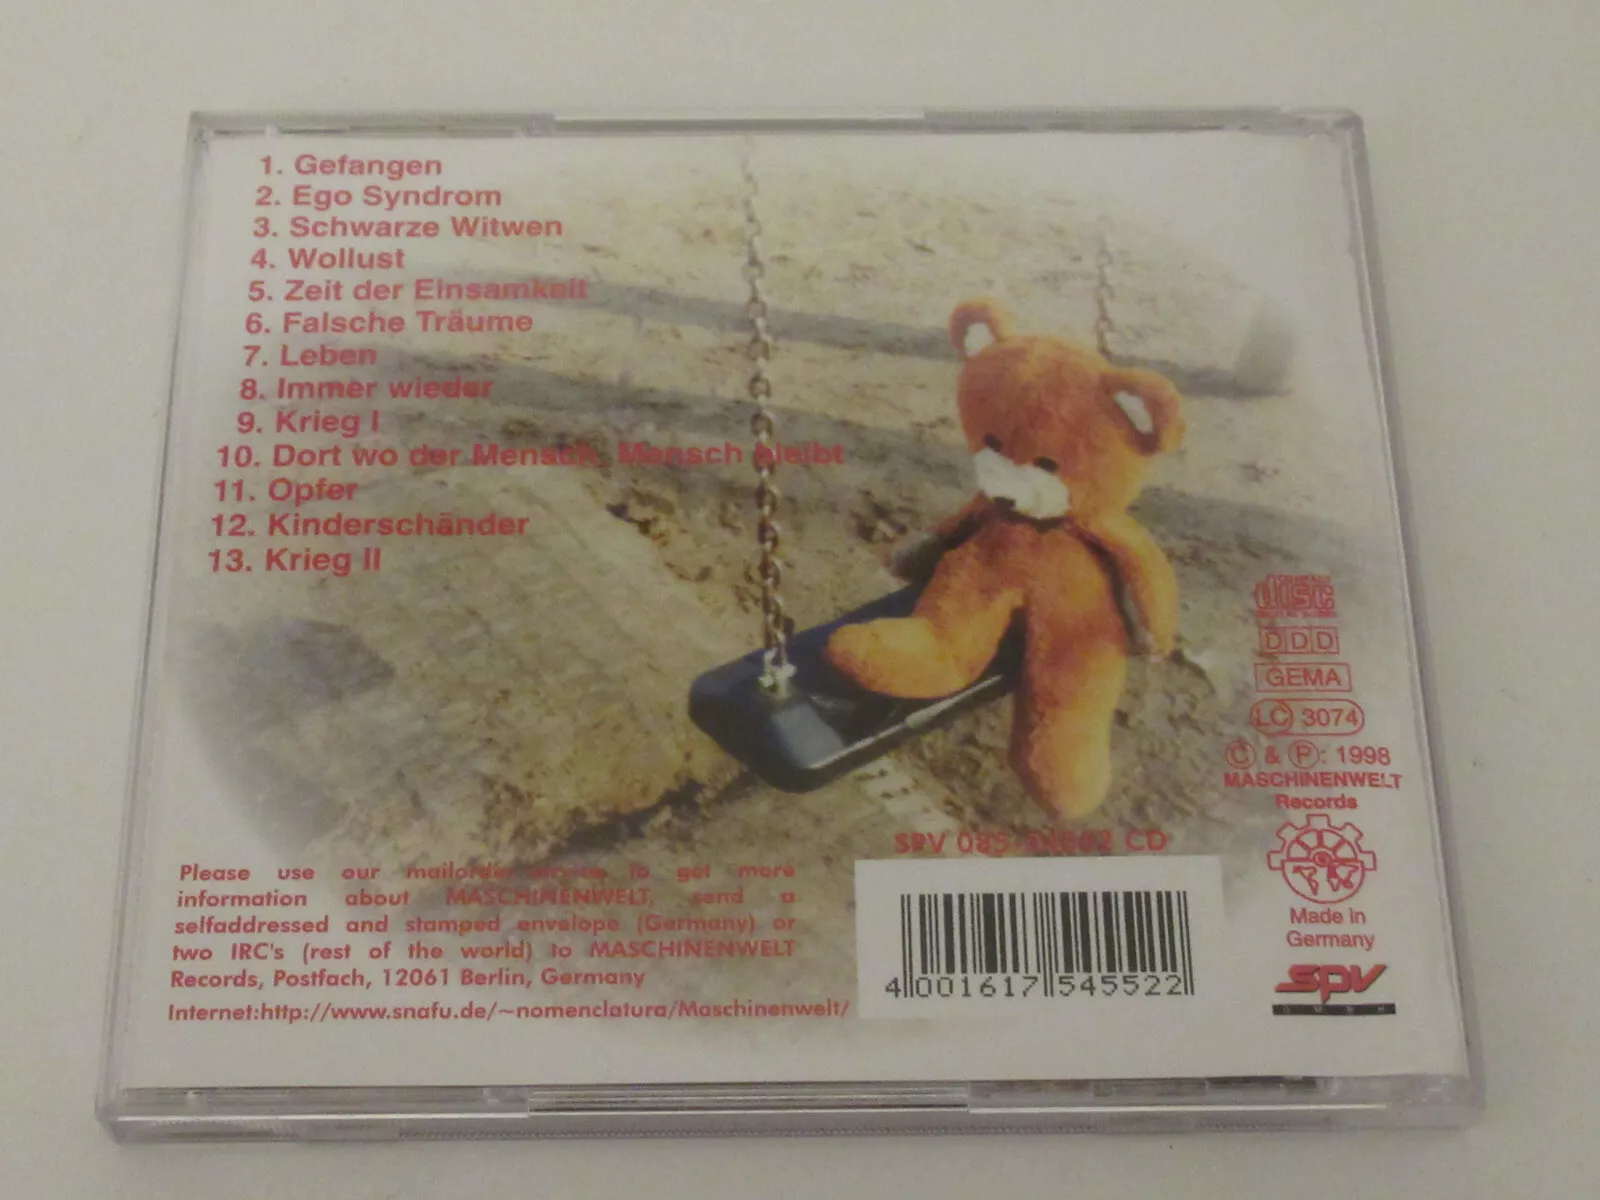 1. Gefangen
2. Ego Syndrom
3. Schwarze Witwen
4. Wollust
5. Zeit der Einsamkeit
6. Falsche Träume
7. Leben
8. Immer wieder
9. Krieg I
10. Dort wo der Mensch, Mensch bleibt
11. Opfer
12. Kinderschänder
13. Krieg II
COMPACT
disc
DDD
GEMA
LC 3074
© & ℗: 1998
MASCHINENWELT
Records
Made in
Germany
SPV
SPV 085 CD
4 001617 545522
Please use our mailorder service to get more
information about MASCHINENWELT, send a
selfaddressed and stamped envelope (Germany) or
two IRC's (rest of the world) to MASCHINENWELT
Records, Postfach, 12061 Berlin, Germany
Internet:http://www.snafu.de/~nomenclatura/Maschinenwelt/